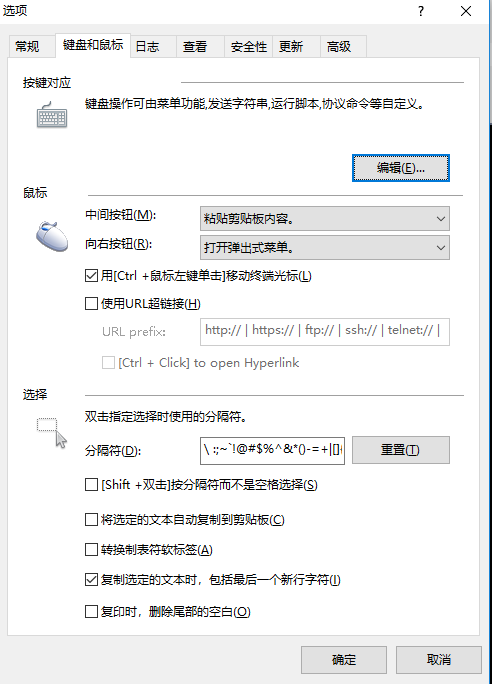 选项
?
常规 键盘和鼠标 日志 查看 安全性 更新 高级
按键对应
键盘操作可由菜单功能,发送字符串,运行脚本,协议命令等自定义。
编辑(E)...
鼠标
中间按钮(M): 粘贴剪贴板内容。
向右按钮(R): 打开弹出式菜单。
用[Ctrl +鼠标左键单击]移动终端光标(L)
使用URL超链接(H)
URL prefix: http:// | https:// | ftp:// | ssh:// | telnet:// |
[Ctrl + Click] to open Hyperlink
选择
双击指定选择时使用的分隔符。
分隔符(D): \ :;~`!@#$%^&*()-=+|[] 重置(T)
[Shift +双击]按分隔符而不是空格选择(S)
将选定的文本自动复制到剪贴板(C)
转换制表符软标签(A)
复制选定的文本时，包括最后一个新行字符(I)
复印时，删除尾部的空白(O)
确定 取消